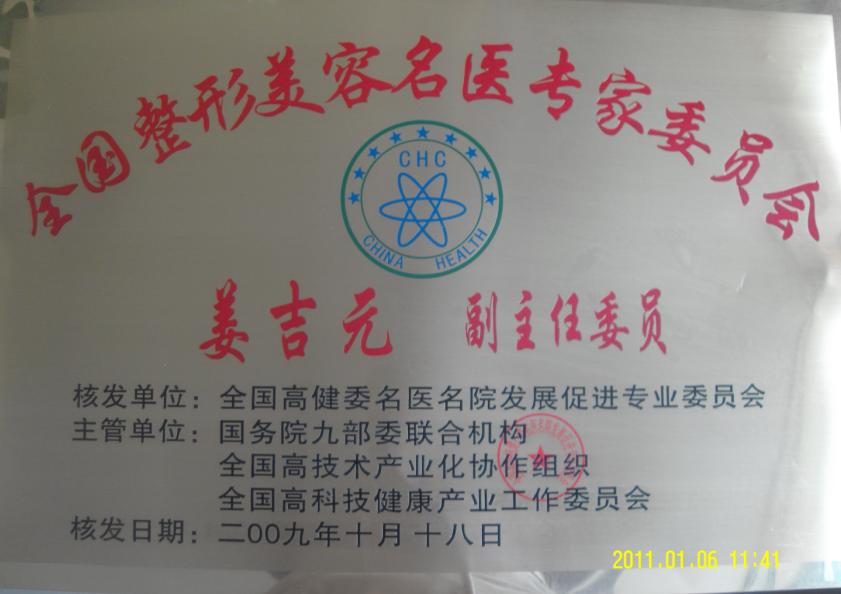 全国整形美容名医专家委员会
CHC
CHINA HEALTH
姜吉元 副主任委员
核发单位：全国高健委名医名院发展促进专业委员会
主管单位：国务院九部委联合机构
全国高技术产业化协作组织
全国高科技健康产业工作委员会
核发日期：二00九年十月十八日
2011.01.06 11:41